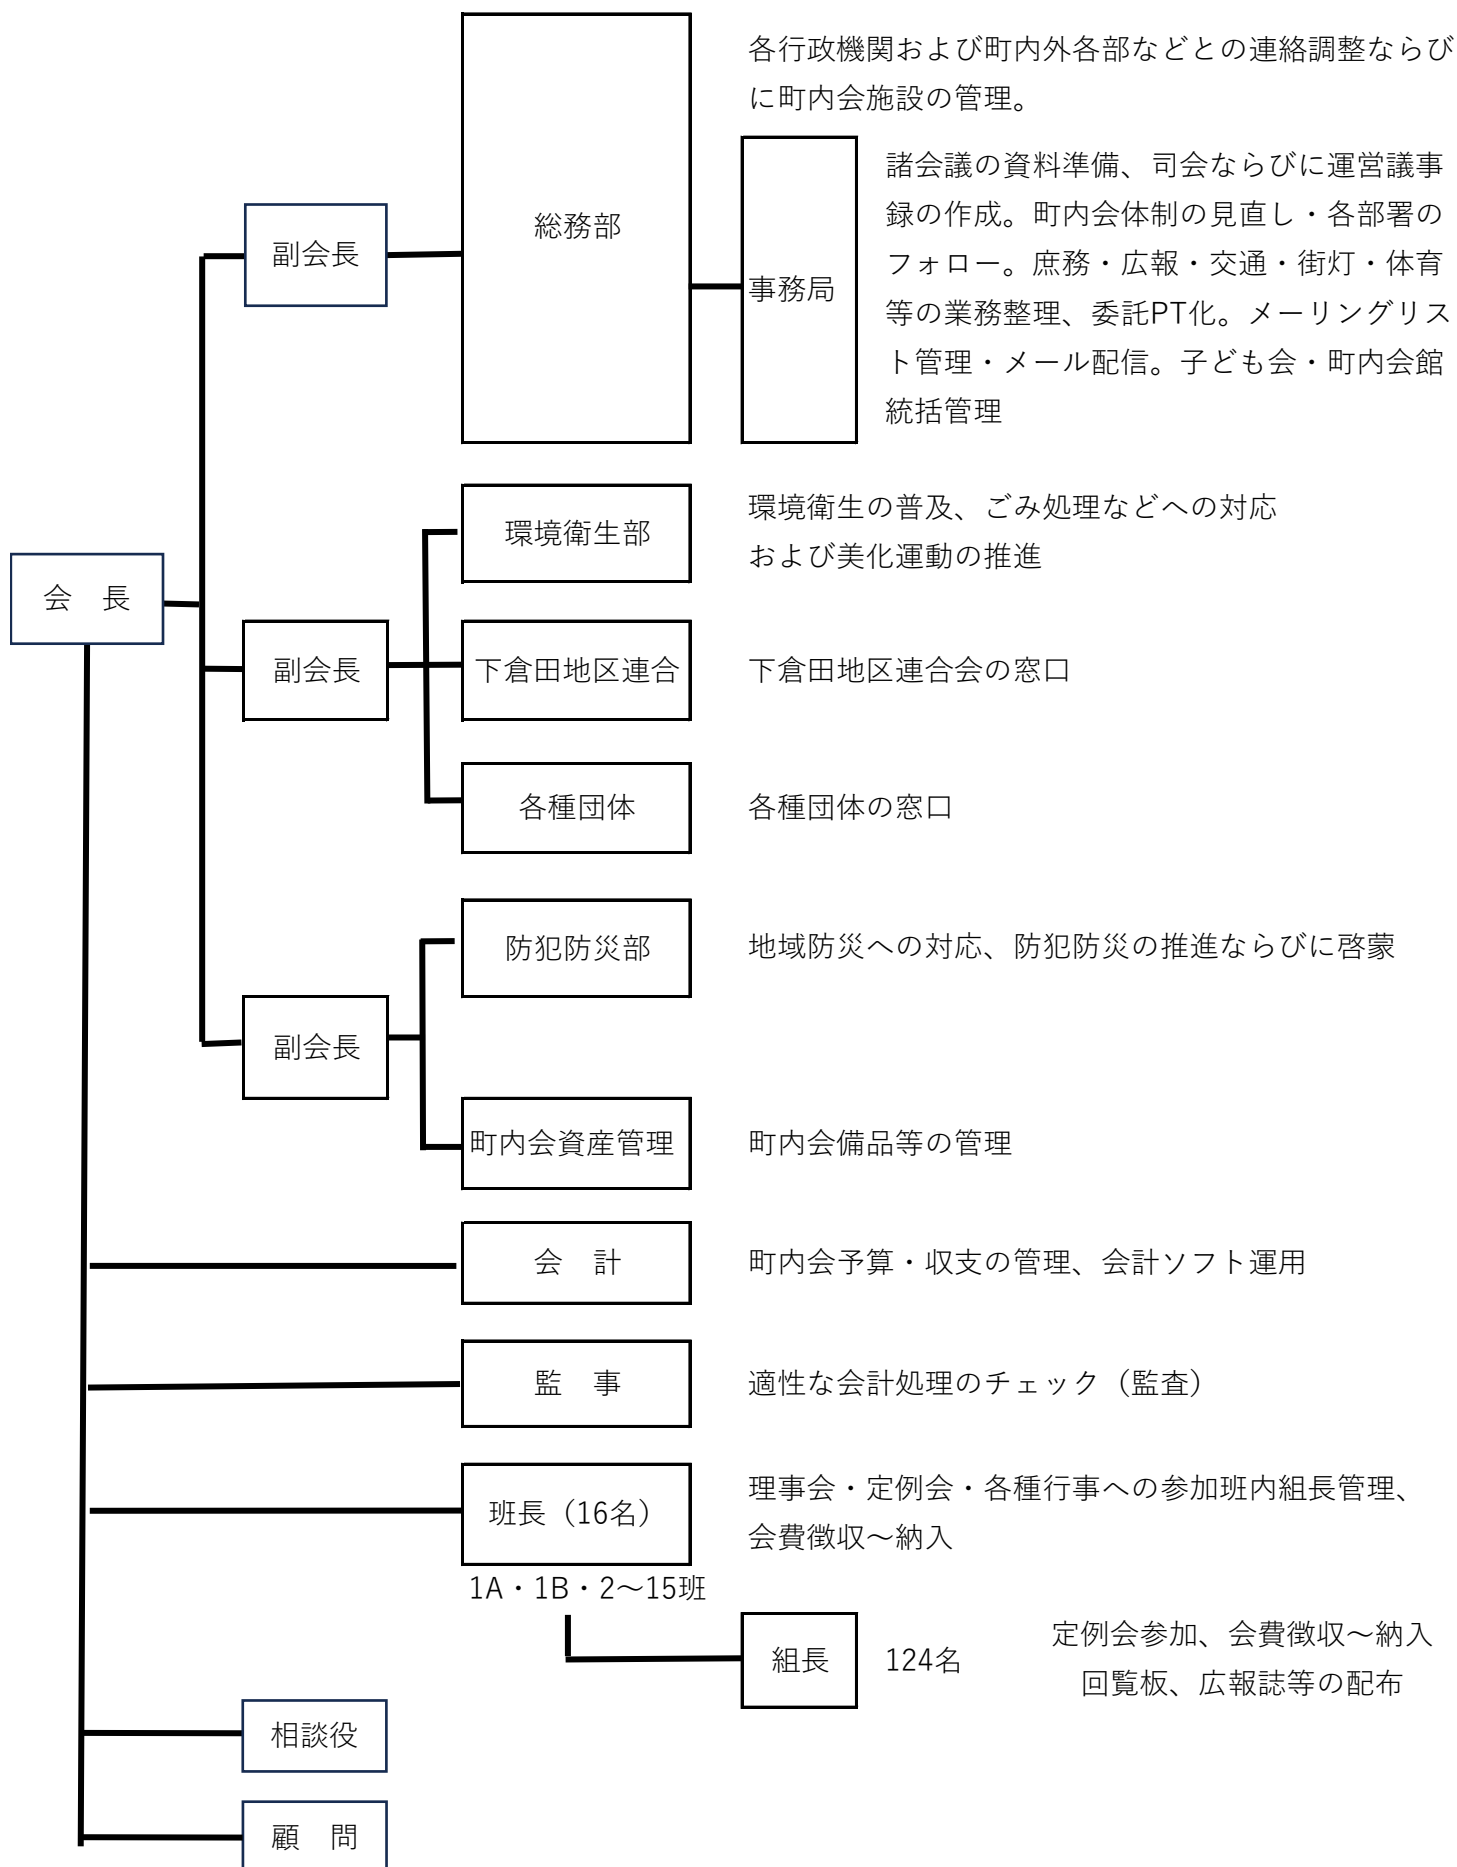 各行政機関および町内外各部などとの連絡調整ならび
に町内会施設の管理。
総務部
事務局
諸会議の資料準備、司会ならびに運営議事
録の作成。町内会体制の見直し・各部署の
フォロー。庶務・広報・交通・街灯・体育
等の業務整理、委託PT化。メーリングリス
ト管理・メール配信。子ども会・町内会館
統括管理
副会長
環境衛生部
環境衛生の普及、ごみ処理などへの対応
および美化運動の推進
会　長
副会長
下倉田地区連合
下倉田地区連合会の窓口
各種団体
各種団体の窓口
防犯防災部
地域防災への対応、防犯防災の推進ならびに啓蒙
副会長
町内会資産管理
町内会備品等の管理
会　計
町内会予算・収支の管理、会計ソフト運用
監　事
適性な会計処理のチェック（監査）
班長（16名）
理事会・定例会・各種行事への参加班内組長管理、
会費徴収～納入
1A・1B・2～15班
組長
124名
定例会参加、会費徴収～納入
回覧板、広報誌等の配布
相談役
顧　問